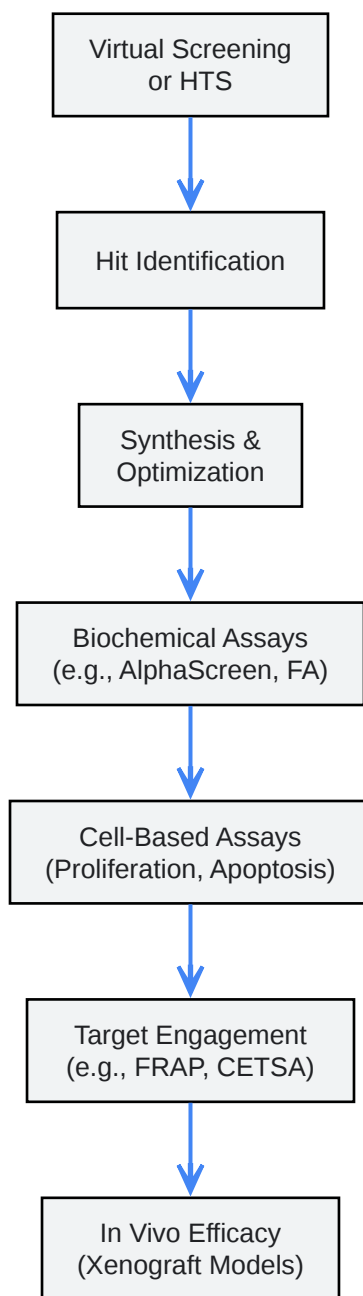 Virtual Screening
or HTS
Hit Identification
Synthesis &
Optimization
Biochemical Assays
(e.g., AlphaScreen, FA)
Cell-Based Assays
(Proliferation, Apoptosis)
Target Engagement
(e.g., FRAP, CETSA)
In Vivo Efficacy
(Xenograft Models)